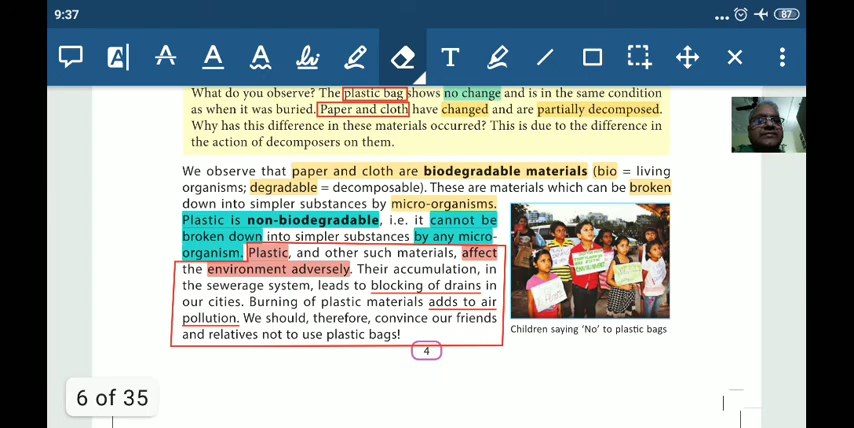 9:37
87
A
A
A
A
T
What do you observe? The plastic bag shows no change and is in the same condition
as when it was buried. Paper and cloth have changed and are partially decomposed.
Why has this difference in these materials occurred? This is due to the difference in
the action of decomposers on them.
We observe that paper and cloth are biodegradable materials (bio = living
organisms; degradable = decomposable). These are materials which can be broken
down into simpler substances by micro-organisms.
Plastic is non-biodegradable, i.e. it cannot be
broken down into simpler substances by any micro-
organism. Plastic, and other such materials, affect
the environment adversely. Their accumulation, in
the sewerage system, leads to blocking of drains in
our cities. Burning of plastic materials adds to air
pollution. We should, therefore, convince our friends
and relatives not to use plastic bags!
Children saying ‘No’ to plastic bags
4
6 of 35